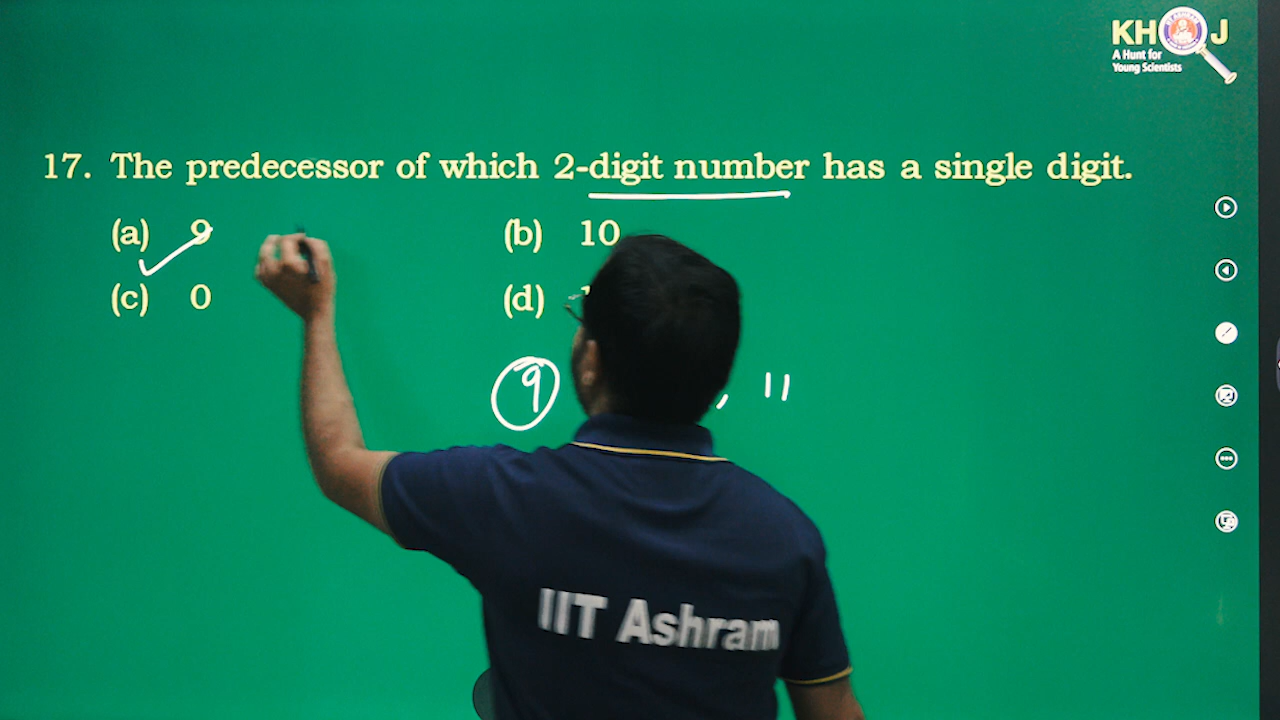 KHOJ
A Hunt for
Young Scientists
17. The predecessor of which 2-digit number has a single digit.
(a) 9 (b) 10
(c) 0 (d)
9 , 11
IIT Ashram